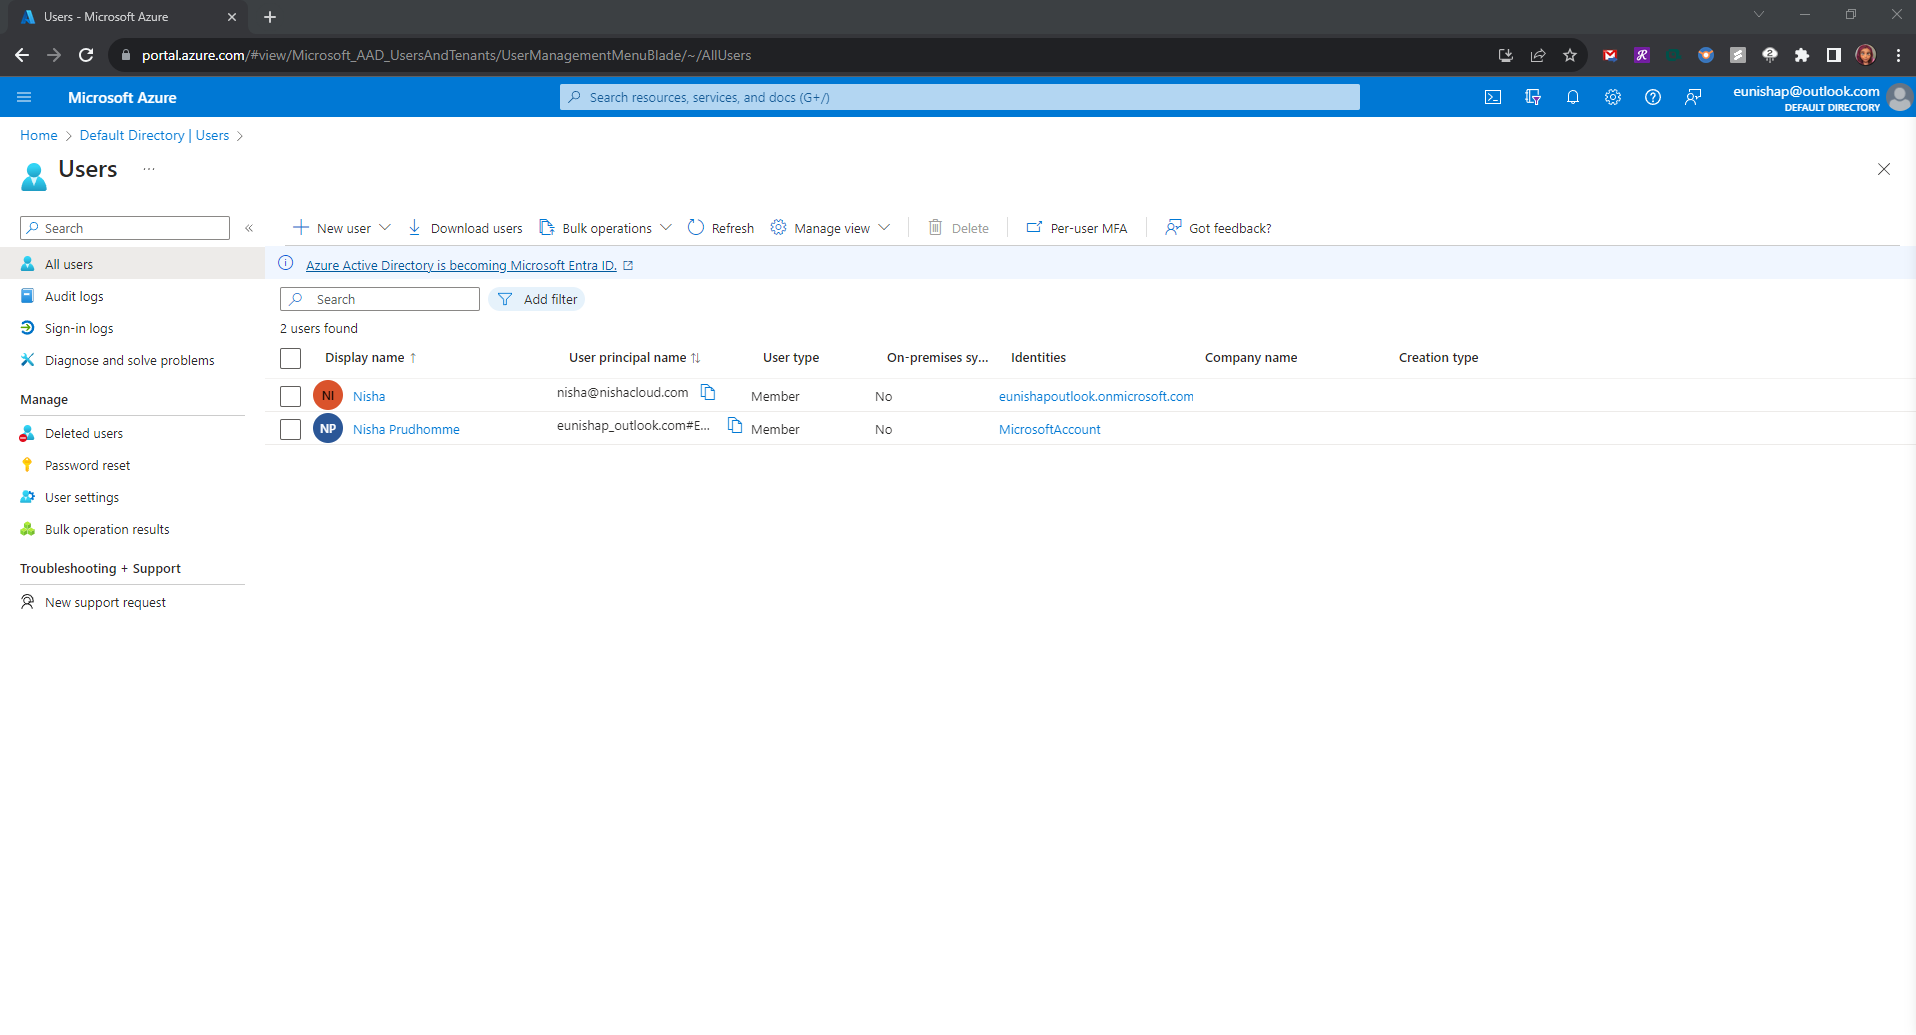 Users - Microsoft Azure
portal.azure.com/#view/Microsoft_AAD_UsersAndTenants/UserManagementMenuBlade/~/AllUsers
Microsoft Azure
Search resources, services, and docs (G+/)
eunishap@outlook.com
DEFAULT DIRECTORY
Home > Default Directory | Users >
Users ...
Search
«
New user
Download users
Bulk operations
Refresh
Manage view
Delete
Per-user MFA
Got feedback?
All users
Audit logs
Sign-in logs
Diagnose and solve problems
Manage
Deleted users
Password reset
User settings
Bulk operation results
Troubleshooting + Support
New support request
Azure Active Directory is becoming Microsoft Entra ID.
Search
Add filter
2 users found
Display name ↑ User principal name ↑↓ User type On-premises sy... Identities Company name Creation type
NI Nisha nisha@nishacloud.com Member No eunishapoutlook.onmicrosoft.com
NP Nisha Prudhomme eunishap_outlook.com#E... Member No MicrosoftAccount